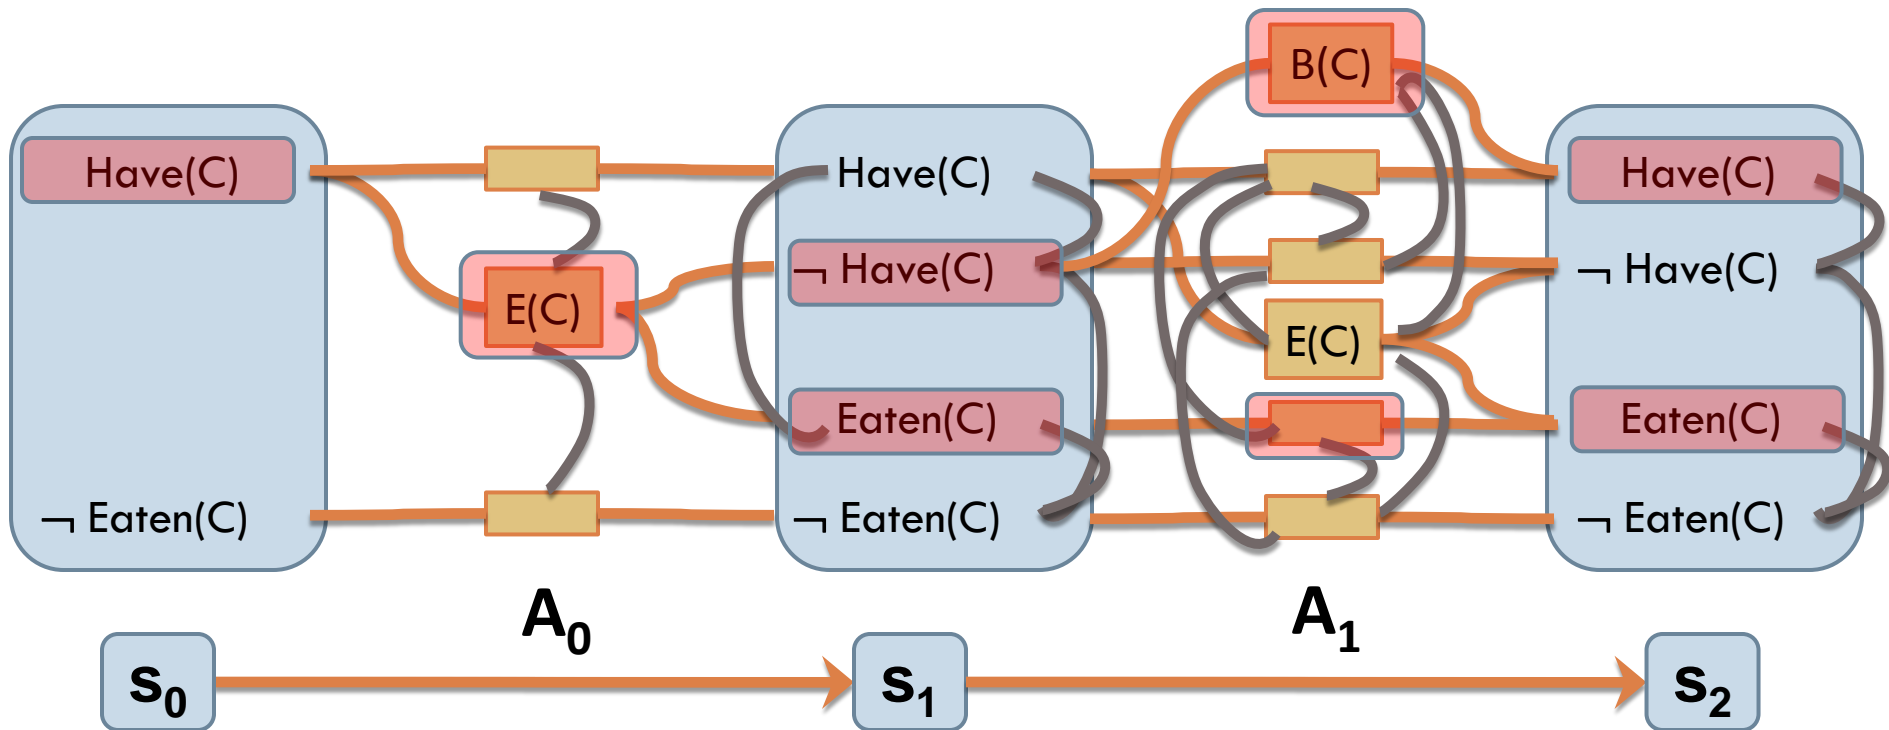 Have(C)
¬ Eaten(C)
E(C)
Have(C)
¬ Have(C)
Eaten(C)
¬ Eaten(C)
B(C)
E(C)
Have(C)
¬ Have(C)
Eaten(C)
¬ Eaten(C)
A₀
A₁
s₀
s₁
s₂